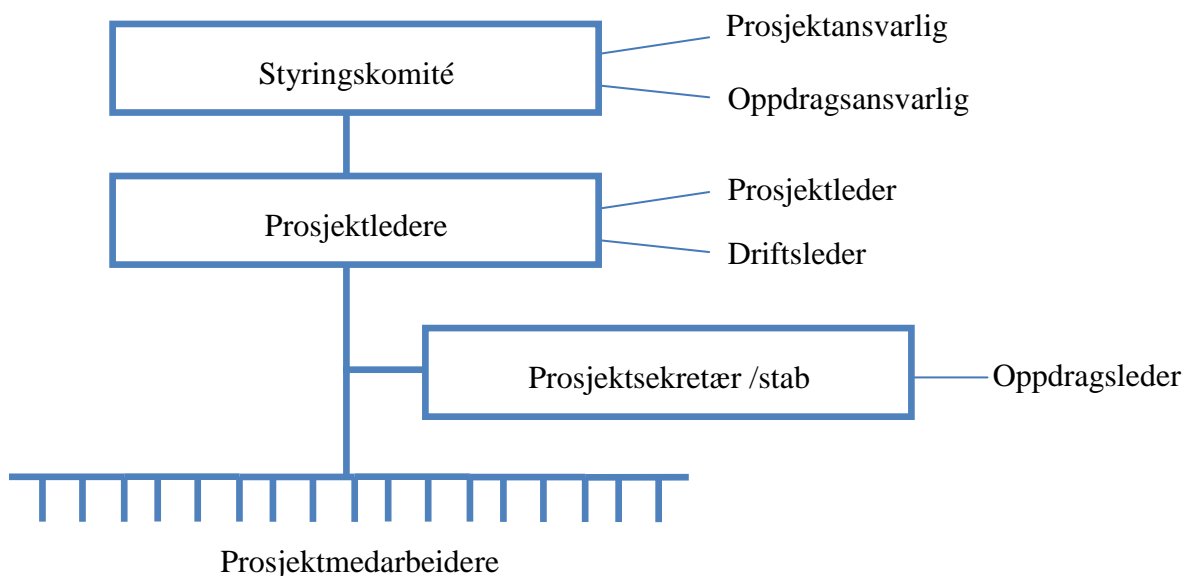 Prosjektansvarlig
Styringskomité
Oppdragsansvarlig
Prosjektleder
Prosjektledere
Driftsleder
Prosjektsekretær /stab
Oppdragsleder
Prosjektmedarbeidere